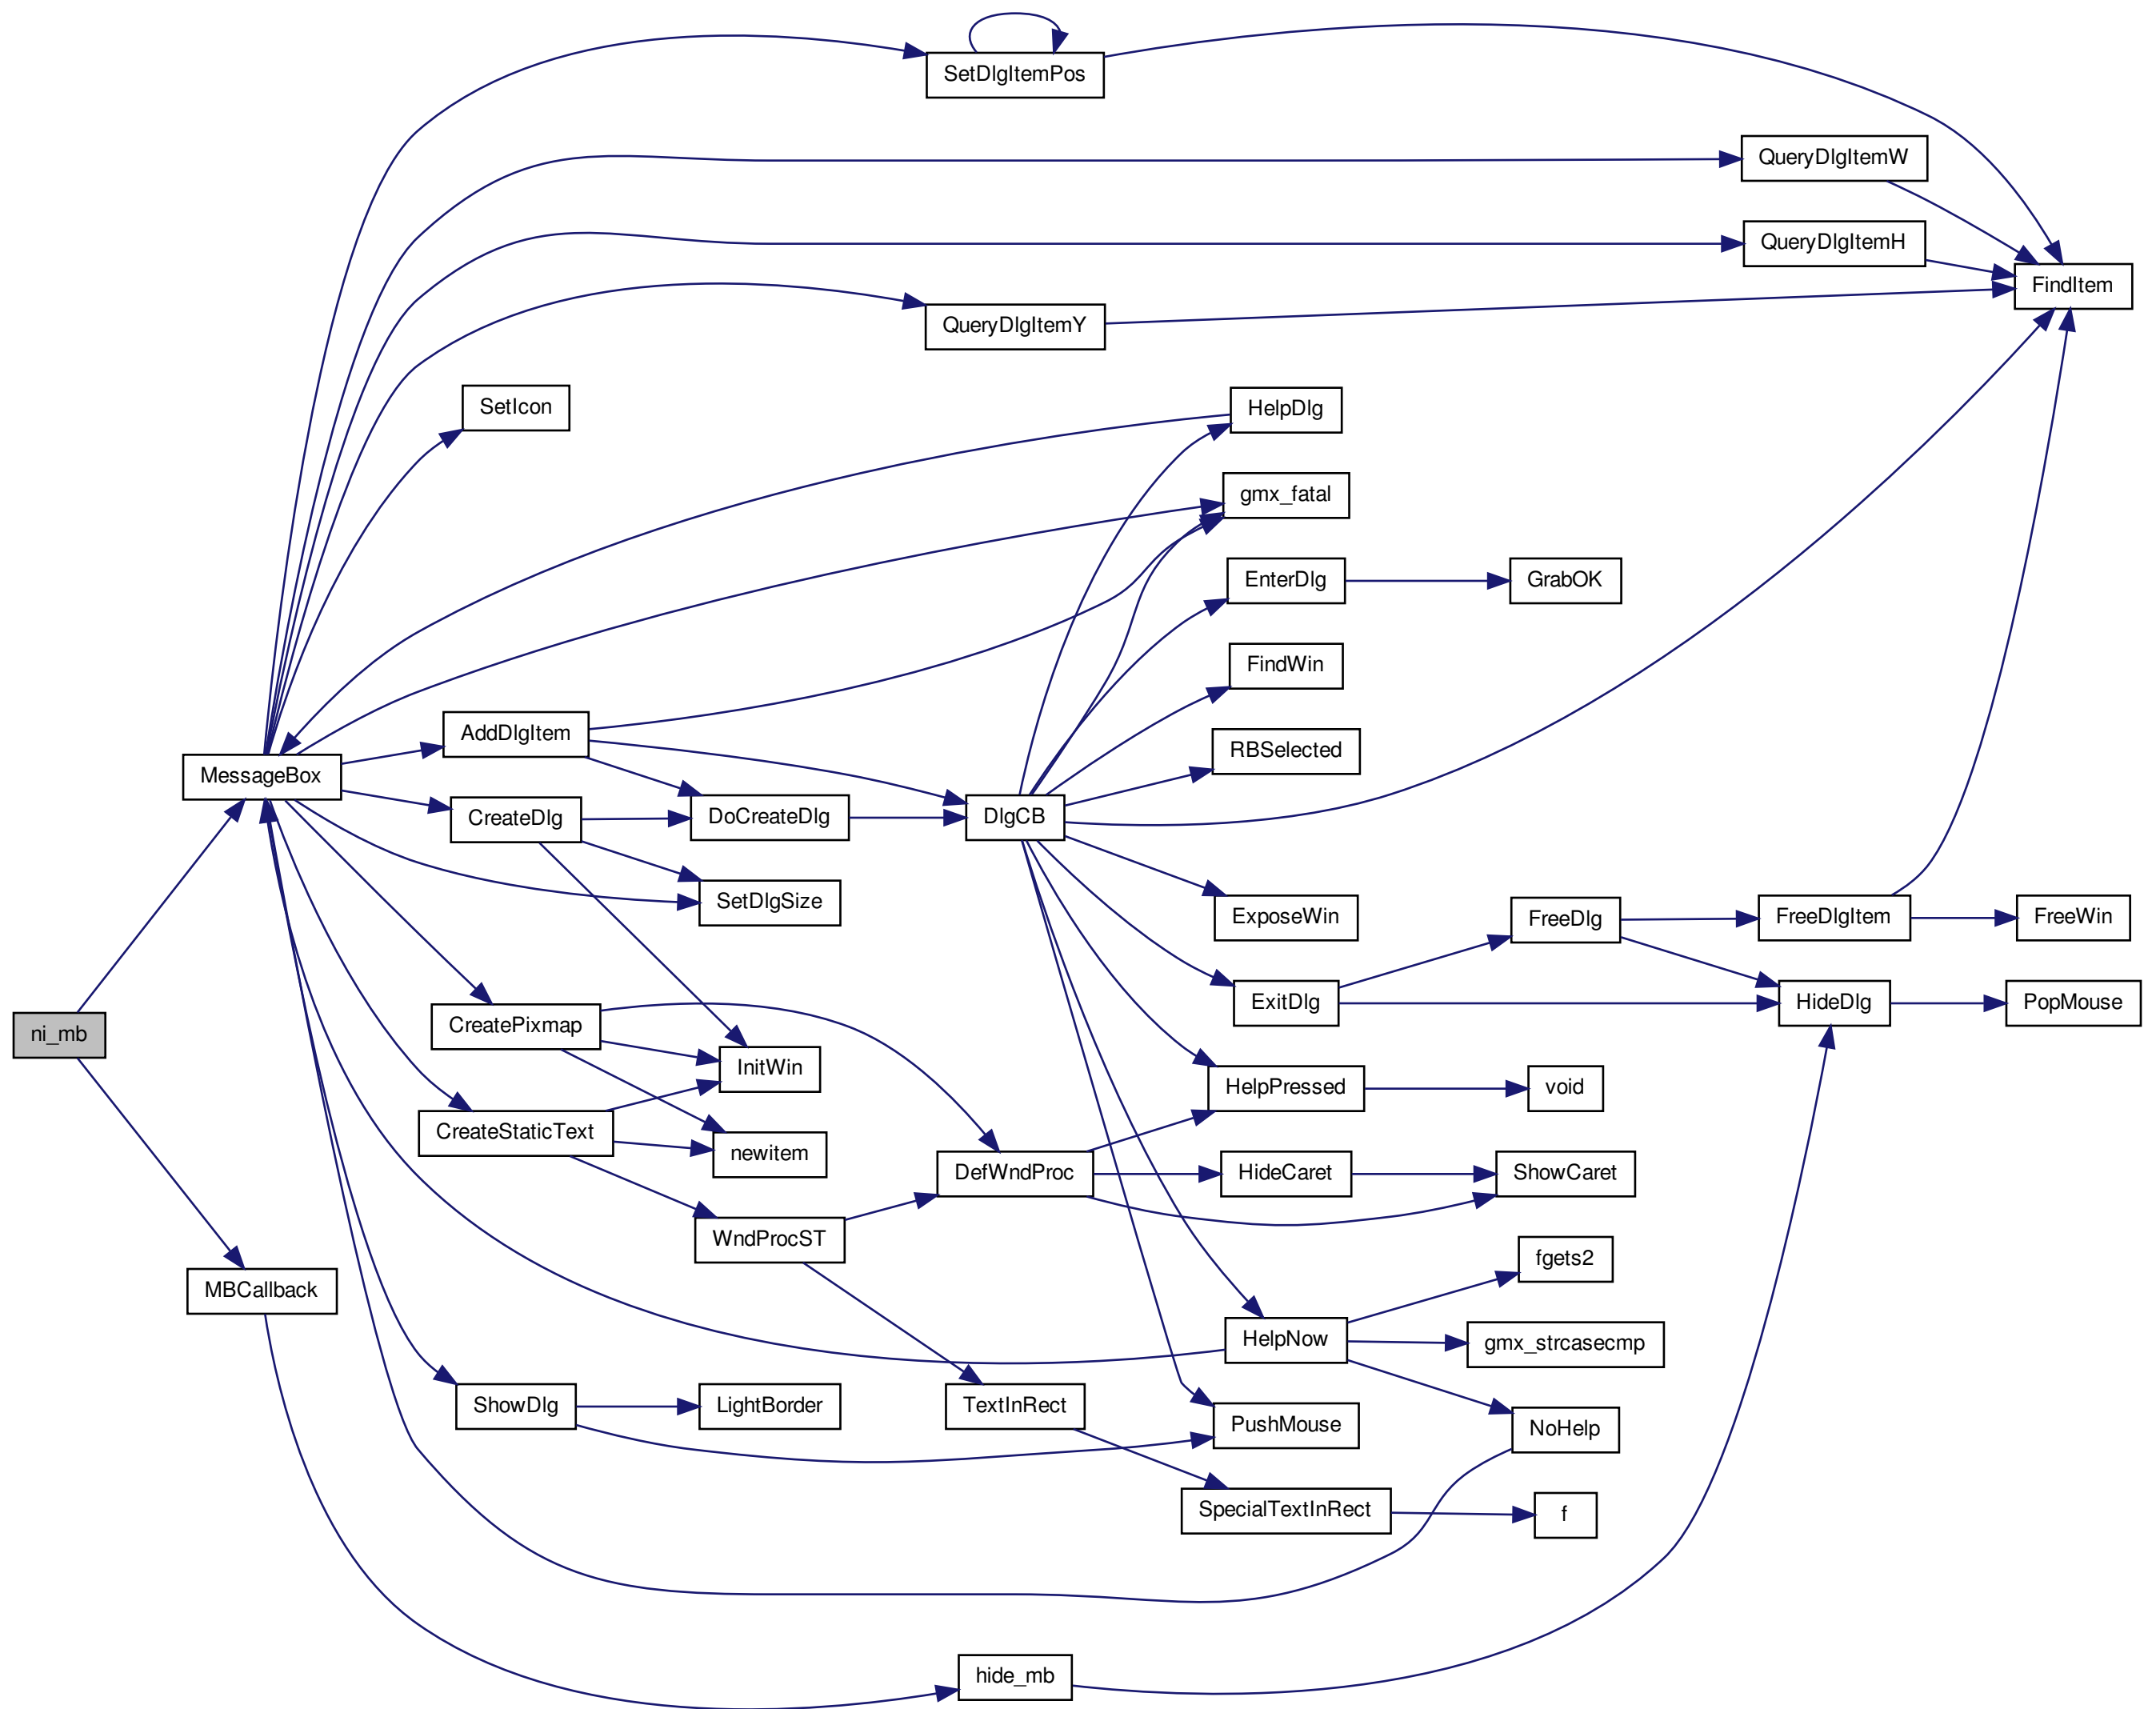 SetDlgItemPos
QueryDlgItemW
QueryDlgItemH
FindItem
QueryDlgItemY
SetIcon
HelpDlg
gmx_fatal
EnterDlg
GrabOK
FindWin
AddDlgItem
RBSelected
MessageBox
CreateDlg
DoCreateDlg
DlgCB
SetDlgSize
ExposeWin
FreeDlg
FreeDlgItem
FreeWin
CreatePixmap
ExitDlg
HideDlg
PopMouse
ni_mb
InitWin
HelpPressed
void
CreateStaticText
newitem
DefWndProc
HideCaret
ShowCaret
WndProcST
fgets2
MBCallback
HelpNow
gmx_strcasecmp
ShowDlg
LightBorder
TextInRect
PushMouse
NoHelp
SpecialTextInRect
f
hide_mb